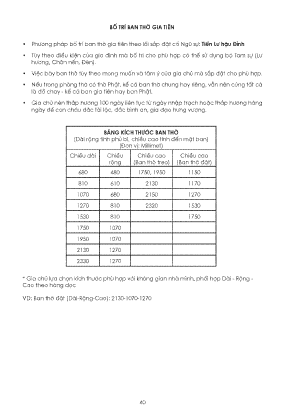 BỐ TRÍ BAN THỜ GIA TIÊN
• Phương pháp bố trí ban thờ gia tiên theo lối sắp đặt có Ngũ sự: Tiền Lư hậu Đỉnh
• Tùy theo điều kiện của gia đình mà bố trí cho phù hợp có thể sử dụng bộ Tam sự (Lư hương, Chân nến, Đèn).
• Việc bày ban thờ tùy theo mong muốn và tâm ý của gia chủ mà sắp đặt cho phù hợp.
• Nếu trong phòng thờ có thờ Phật, kể cả ban thờ chung hay riêng, vẫn nên cúng tất cả là đồ chay - kể cả ban gia tiên hay ban Phật.
• Gia chủ nên thắp hương 100 ngày liên tục từ ngày nhập trạch hoặc thắp hương hàng ngày để con cháu đắc tài lộc, đắc bình an, gia đạo hưng vượng.
BẢNG KÍCH THƯỚC BAN THỜ
(Dài rộng tính phủ bì, chiều cao tính đến mặt ban)
(Đơn vị: Milimet)
Chiều dài Chiều rộng Chiều cao (Ban thờ treo) Chiều cao (Ban thờ đặt)
680 480 1750, 1950 1150
810 610 2130 1170
1070 680 2150 1270
1270 810 2320 1530
1530 810 1750
1750 1070
1950 1070
2130 1270
2330 1270
* Gia chủ lựa chọn kích thước phù hợp với không gian nhà mình, phối hợp Dài - Rộng - Cao theo hàng dọc
VD: Ban thờ đặt (Dài-Rộng-Cao): 2130-1070-1270
60